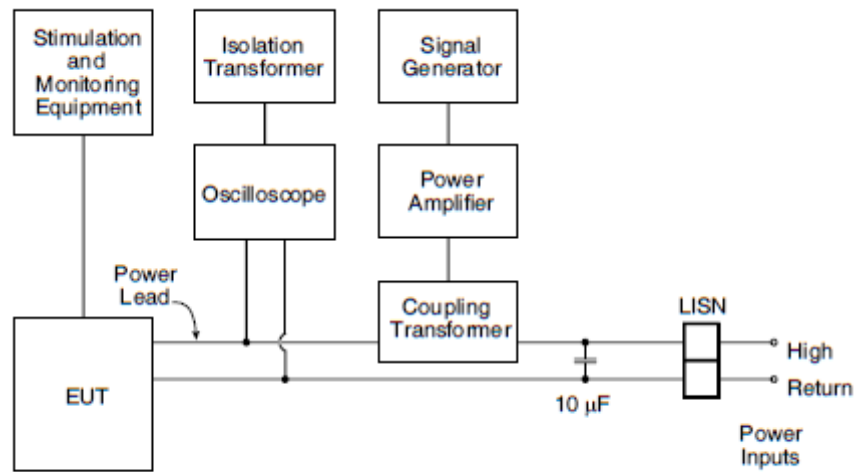 Stimulation
and
Monitoring
Equipment
Isolation
Transformer
Signal
Generator
Oscilloscope
Power
Amplifier
Power
Lead
Coupling
Transformer
LISN
High
EUT
Return
10 μF
Power
Inputs